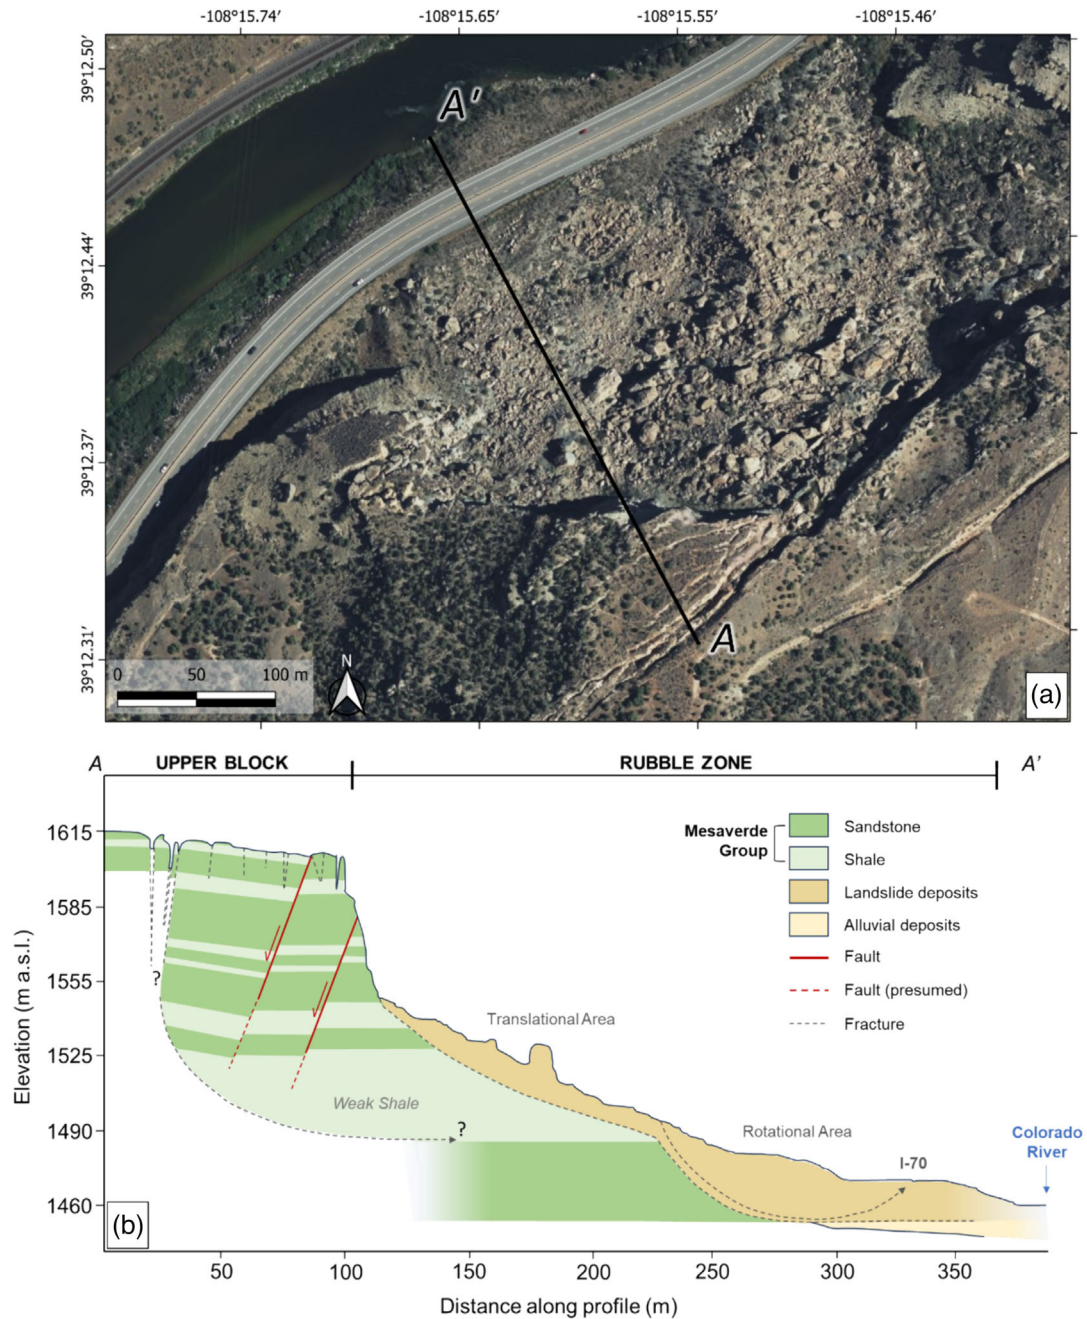 -108°15.74′ -108°15.65′ -108°15.55′ -108°15.46′
39°12.50′
39°12.44′
39°12.37′
39°12.31′
A′
A
0 50 100 m
N
(a)
A UPPER BLOCK RUBBLE ZONE A′
Elevation (m a.s.l.)
1615
1585
1555
1525
1490
1460
Mesaverde
Group
Sandstone
Shale
Landslide deposits
Alluvial deposits
Fault
Fault (presumed)
Fracture
?
Translational Area
Weak Shale
?
Rotational Area
I-70
Colorado
River
(b)
50 100 150 200 250 300 350
Distance along profile (m)